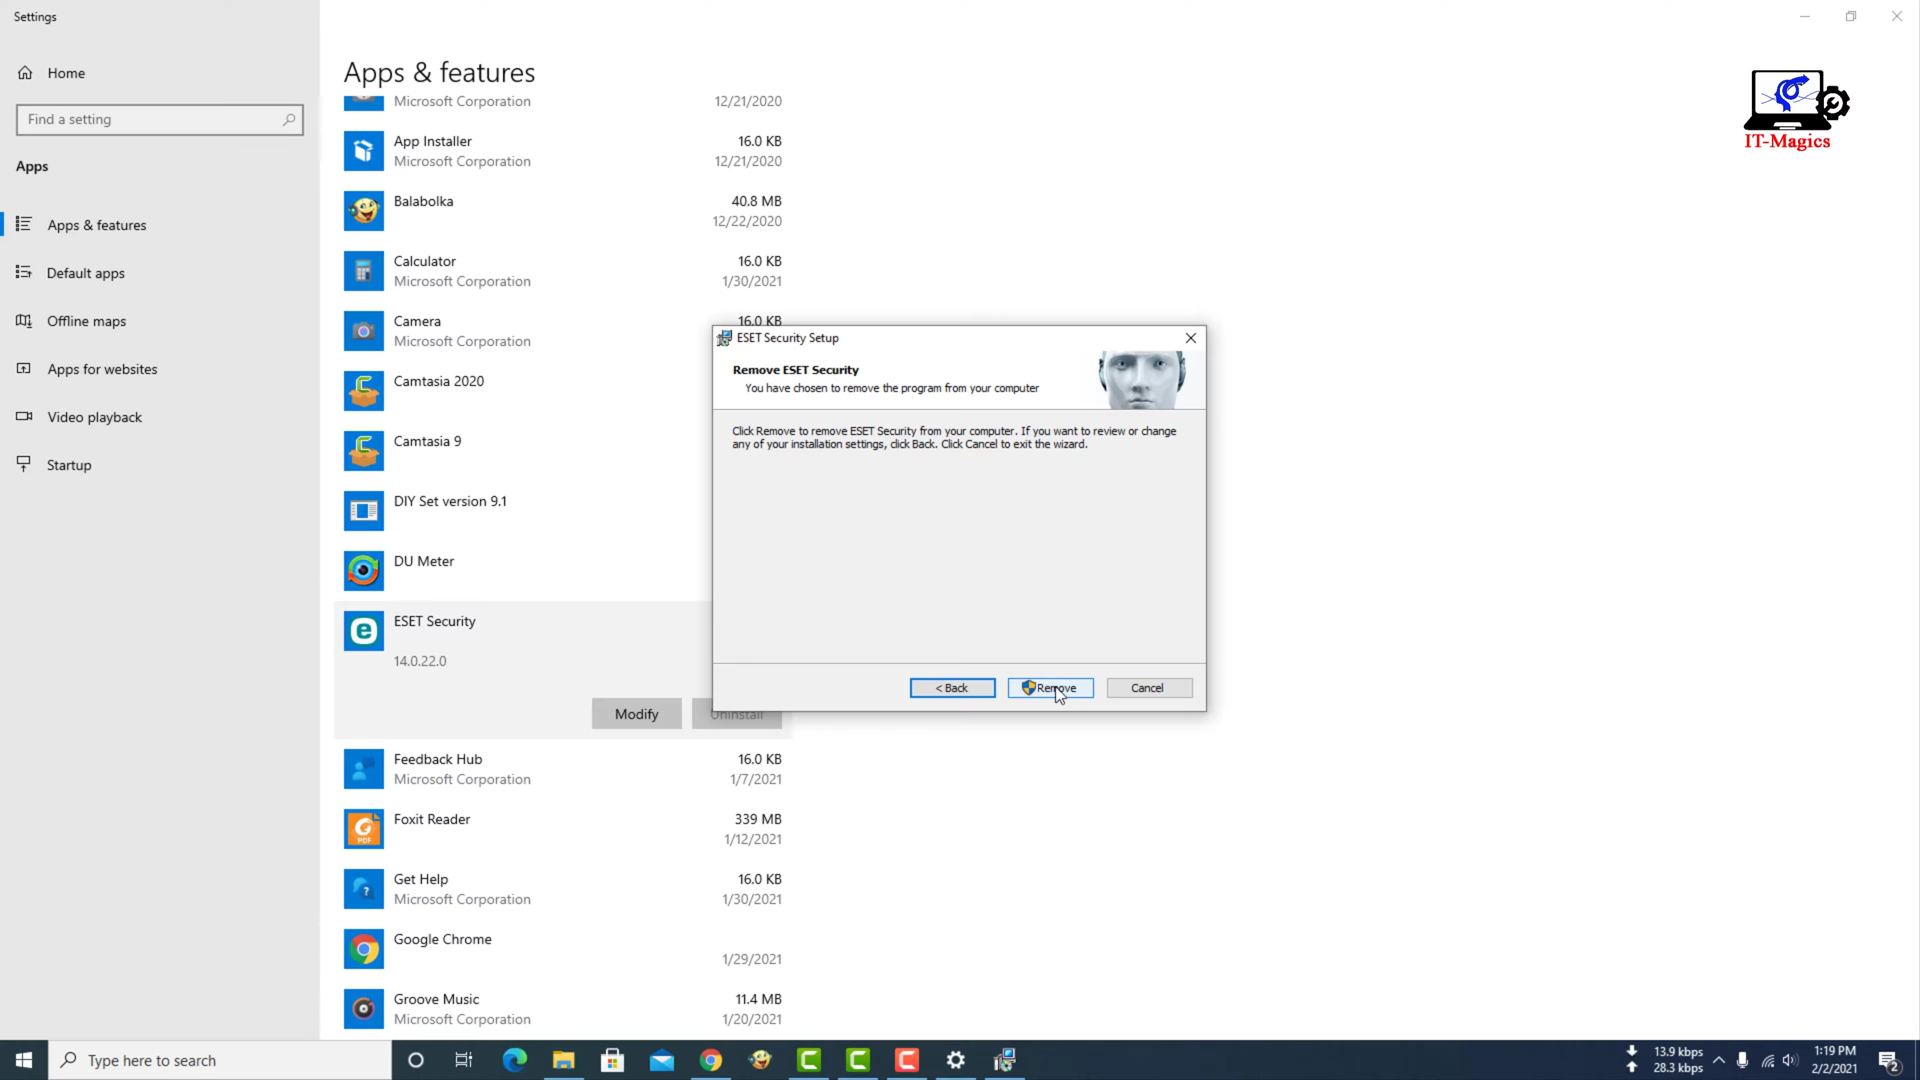 Settings
Home
Find a setting
Apps
Apps & features
Default apps
Offline maps
Apps for websites
Video playback
Startup
Apps & features
Microsoft Corporation 12/21/2020
App Installer 16.0 KB
Microsoft Corporation 12/21/2020
Balabolka 40.8 MB
12/22/2020
Calculator 16.0 KB
Microsoft Corporation 1/30/2021
Camera 16.0 KB
Microsoft Corporation
Camtasia 2020
Camtasia 9
DIY Set version 9.1
DU Meter
ESET Security
14.0.22.0
Modify Uninstall
Feedback Hub 16.0 KB
Microsoft Corporation 1/7/2021
Foxit Reader 339 MB
1/12/2021
Get Help 16.0 KB
Microsoft Corporation 1/30/2021
Google Chrome
1/29/2021
Groove Music 11.4 MB
Microsoft Corporation 1/20/2021
ESET Security Setup
Remove ESET Security
You have chosen to remove the program from your computer
Click Remove to remove ESET Security from your computer. If you want to review or change
any of your installation settings, click Back. Click Cancel to exit the wizard.
< Back Remove Cancel
IT-Magics
Type here to search
13.9 kbps
28.3 kbps
1:19 PM
2/2/2021
2